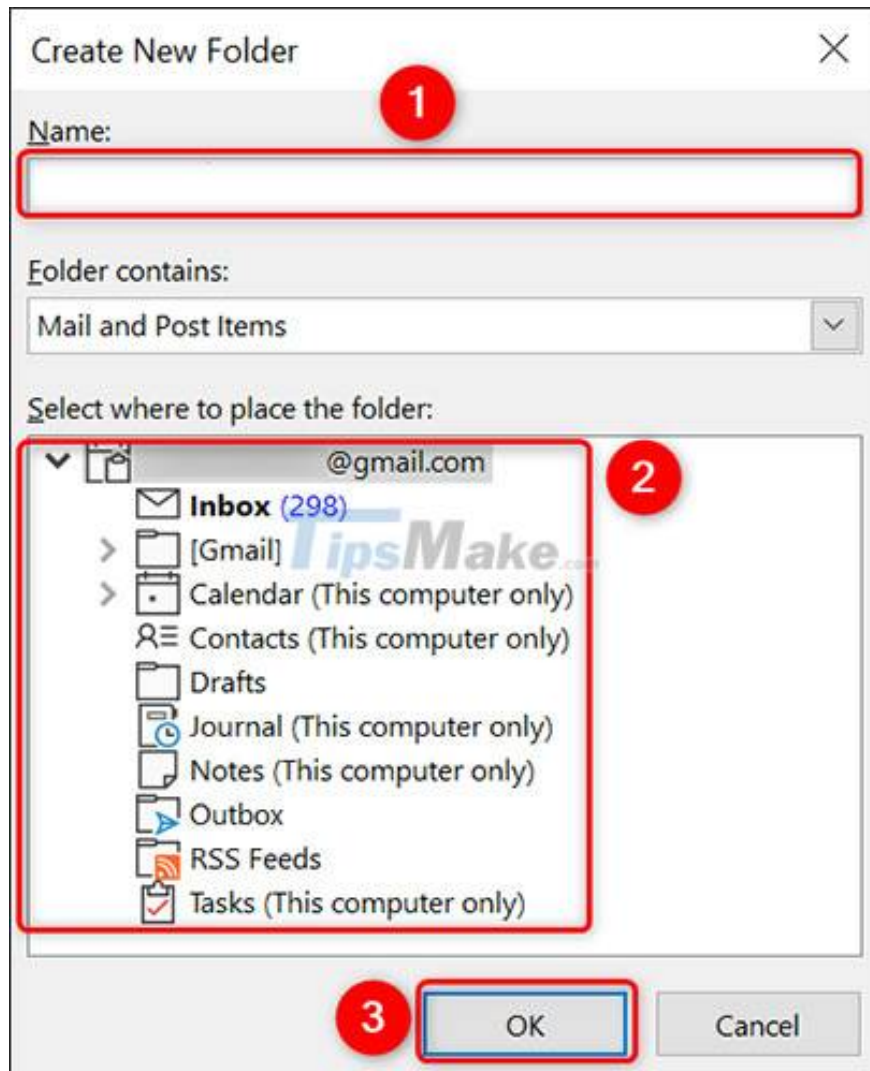 Create New Folder
1
Name:
Folder contains:
Mail and Post Items
Select where to place the folder:
@gmail.com
2
Inbox (298)
[Gmail]
TipsMake.com
Calendar (This computer only)
Contacts (This computer only)
Drafts
Journal (This computer only)
Notes (This computer only)
Outbox
RSS Feeds
Tasks (This computer only)
3
OK
Cancel